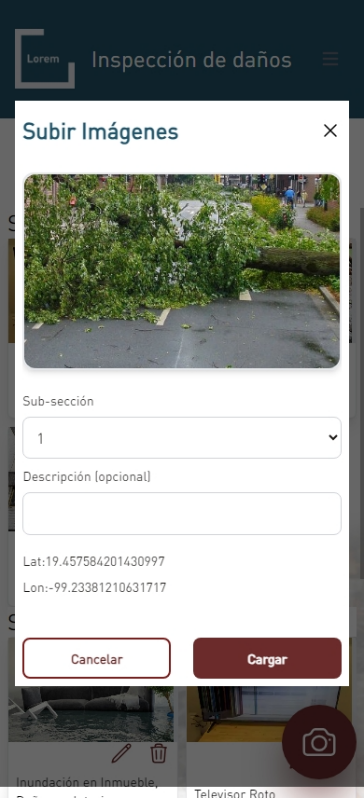 Lorem
Inspección de daños
Subir Imágenes
Sub-sección
1
Descripción (opcional)
Lat:19.457584201430997
Lon:-99.23381210631717
Cancelar
Cargar
Inundación en Inmueble,
Televisor Roto